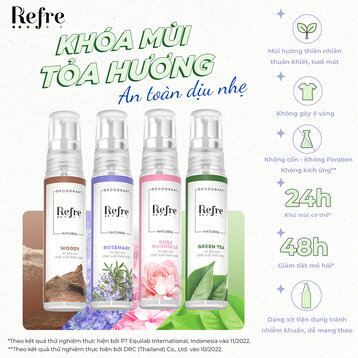 Refre
KHÓA MÙI
TỎA HƯƠNG
An toàn dịu nhẹ
Mùi hương thiên nhiên
thuần khiết, tươi mát
Không gây ố vàng
Không cồn - Không Paraben
Không kích ứng**
24h
Khử mùi cơ thể*
48h
Giảm tiết mồ hôi*
Dạng xịt tiện dụng tránh
nhiễm khuẩn, dễ mang theo
DEODORANT
Refre
NATURAL
WOODY
DEODORANT
Refre
NATURAL
ROSEMARY
DEODORANT
Refre
NATURAL
ROSE
MAGNOLIA
DEODORANT
Refre
NATURAL
GREEN TEA
*Theo kết quả thử nghiệm thực hiện bởi PT Equilab International, Indonesia vào 11/2022.
**Theo kết quả thử nghiệm thực hiện bởi DRC (Thailand) Co., Ltd. vào 10/2022.